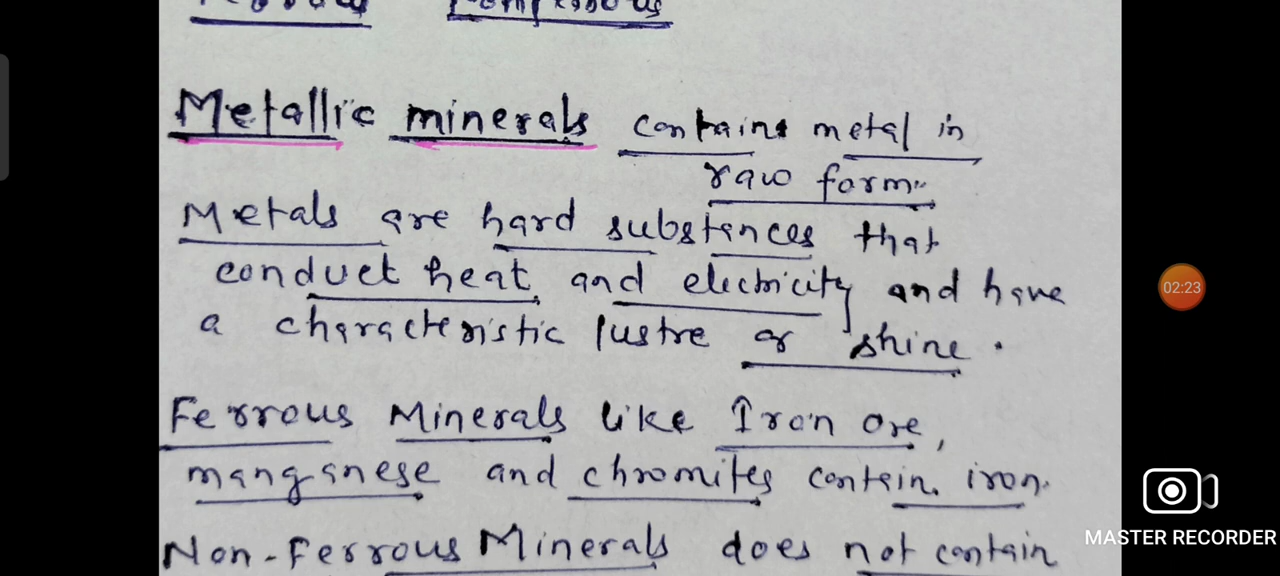 Metallic minerals contains metal in
raw form.
Metals are hard substances that
conduct heat and electricity and have
a characteristic lustre or shine.
Ferrous Minerals like Iron ore,
manganese and chromites contain iron.
Non-Ferrous Minerals does not contain
02:23
MASTER RECORDER